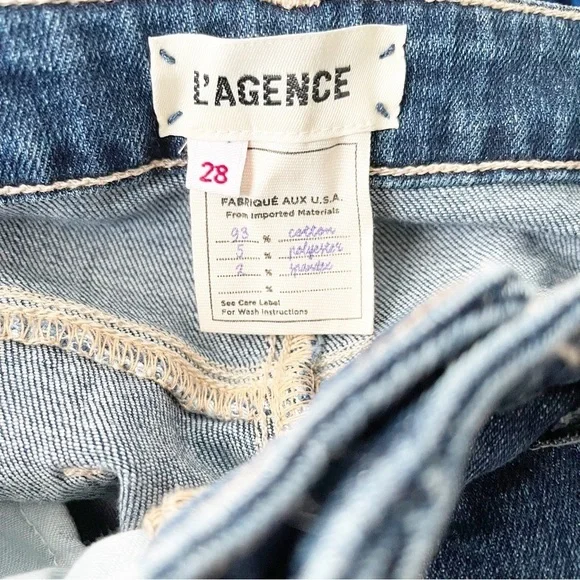 L'AGENCE
28
FABRIQUÉ AUX U.S.A.
From Imported Materials
93 % cotton
5 % polyester
2 % spandex
%
See Care Label
For Wash Instructions